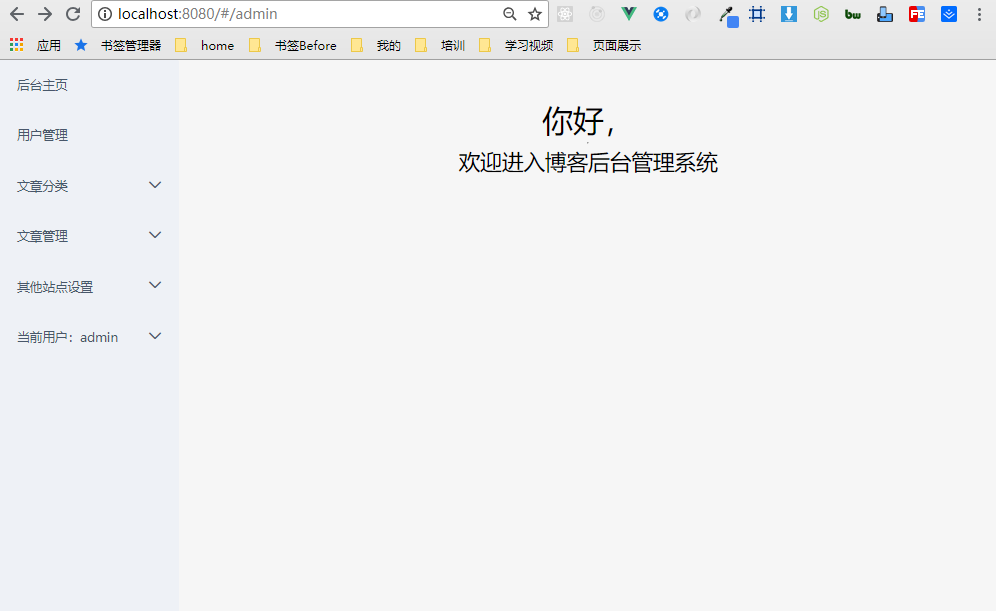 localhost:8080/#/admin
应用 书签管理器 home 书签Before 我的 培训 学习视频 页面展示
后台主页
用户管理
文章分类
文章管理
其他站点设置
当前用户：admin
你好，
欢迎进入博客后台管理系统